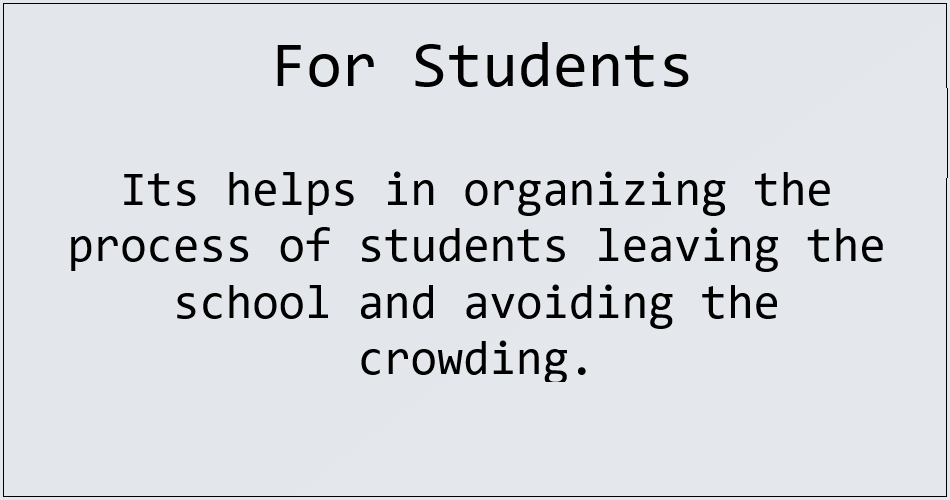 For Students
Its helps in organizing the
process of students leaving the
school and avoiding the
crowding.